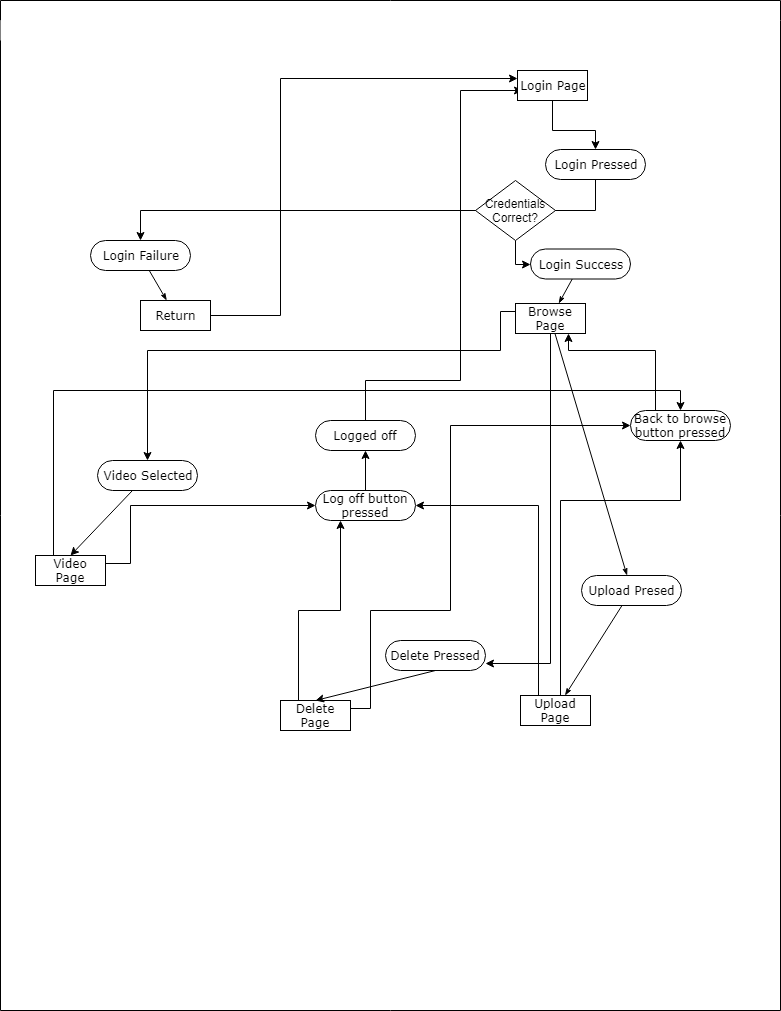 Login Page
Login Pressed
Credentials
Correct?
Login Failure
Login Success
Return
Browse
Page
Back to browse
button pressed
Logged off
Video Selected
Log off button
pressed
Video
Page
Upload Presed
Delete Pressed
Delete
Page
Upload
Page